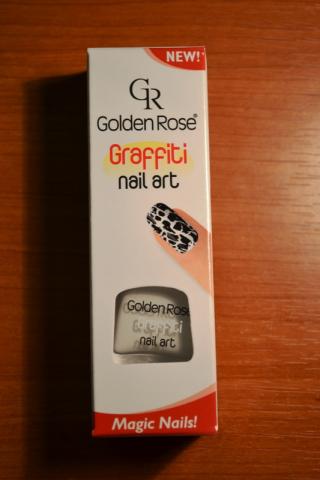 NEW!
GR
Golden Rose®
Graffiti
nail art
Golden Rose
Graffiti
nail art
Magic Nails!